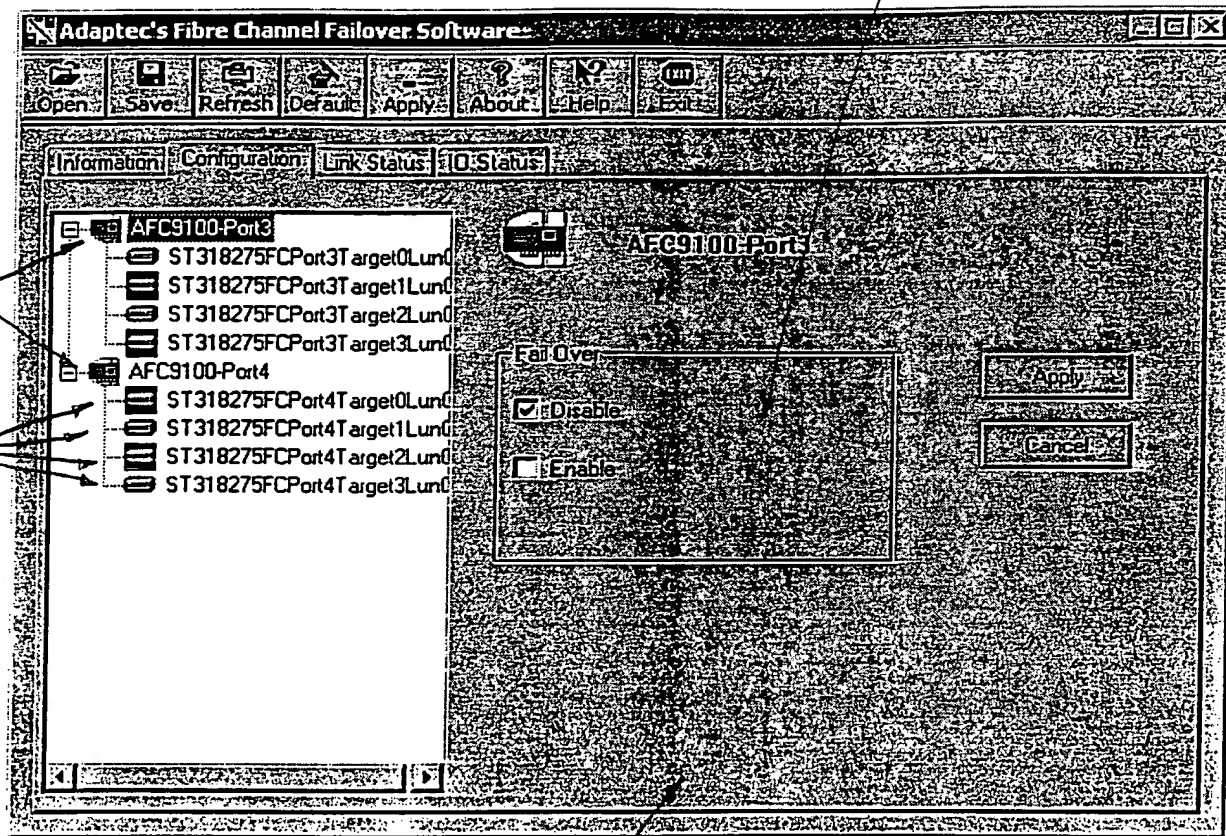 Adaptec's Fibre Channel Failover Software
Open Save Refresh Default Apply About Help Exit
EXIT
Information Configuration Link Status IO Status
AFC9100-Port3
ST318275FCPort3Target0Lun0
ST318275FCPort3Target1Lun0
ST318275FCPort3Target2Lun0
ST318275FCPort3Target3Lun0
AFC9100-Port4
ST318275FCPort4Target0Lun0
ST318275FCPort4Target1Lun0
ST318275FCPort4Target2Lun0
ST318275FCPort4Target3Lun0
AFC9100-Port3
Fail Over
Disable
Enable
Apply
Cancel